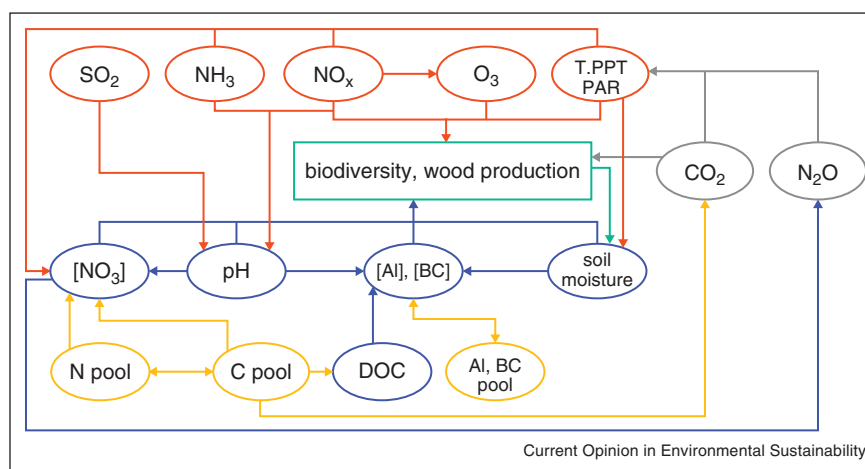 SO₂
NH₃
NOₓ
O₃
T.PPT
PAR
biodiversity, wood production
CO₂
N₂O
[NO₃]
pH
[Al], [BC]
soil
moisture
N pool
C pool
DOC
Al, BC
pool
Current Opinion in Environmental Sustainability